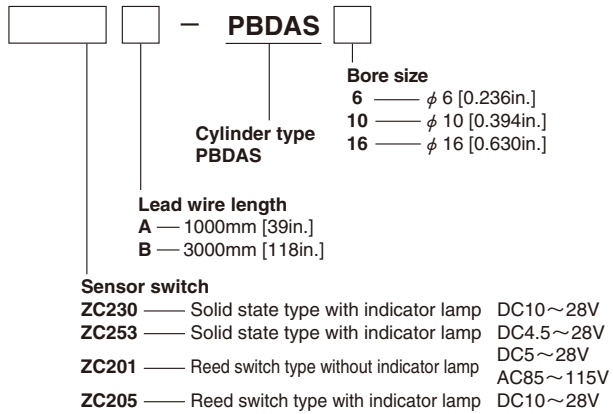 – PBDAS
Bore size
6 —— φ 6 [0.236in.]
10 —— φ 10 [0.394in.]
16 —— φ 16 [0.630in.]
Cylinder type
PBDAS
Lead wire length
A — 1000mm [39in.]
B — 3000mm [118in.]
Sensor switch
ZC230 —— Solid state type with indicator lamp DC10～28V
ZC253 —— Solid state type with indicator lamp DC4.5～28V
ZC201 —— Reed switch type without indicator lamp DC5～28V
AC85～115V
ZC205 —— Reed switch type with indicator lamp DC10～28V